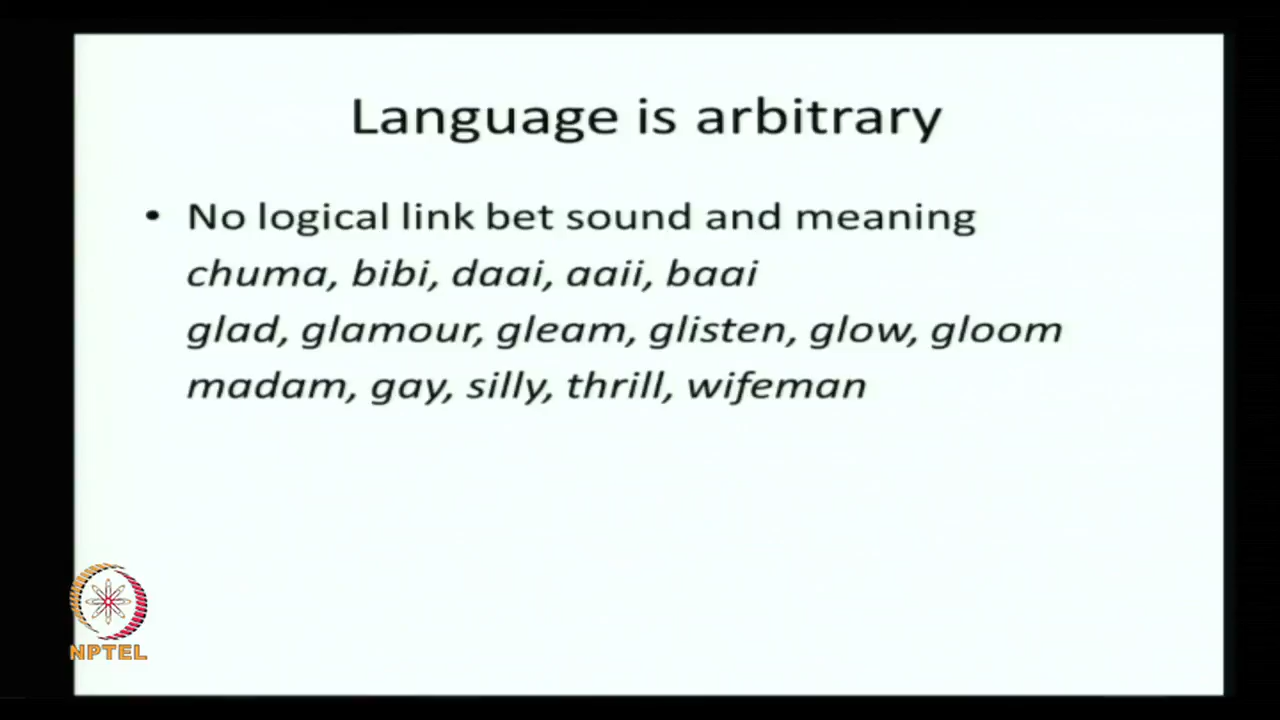 Language is arbitrary
• No logical link bet sound and meaning
chuma, bibi, daai, aaii, baai
glad, glamour, gleam, glisten, glow, gloom
madam, gay, silly, thrill, wifeman
NPTEL